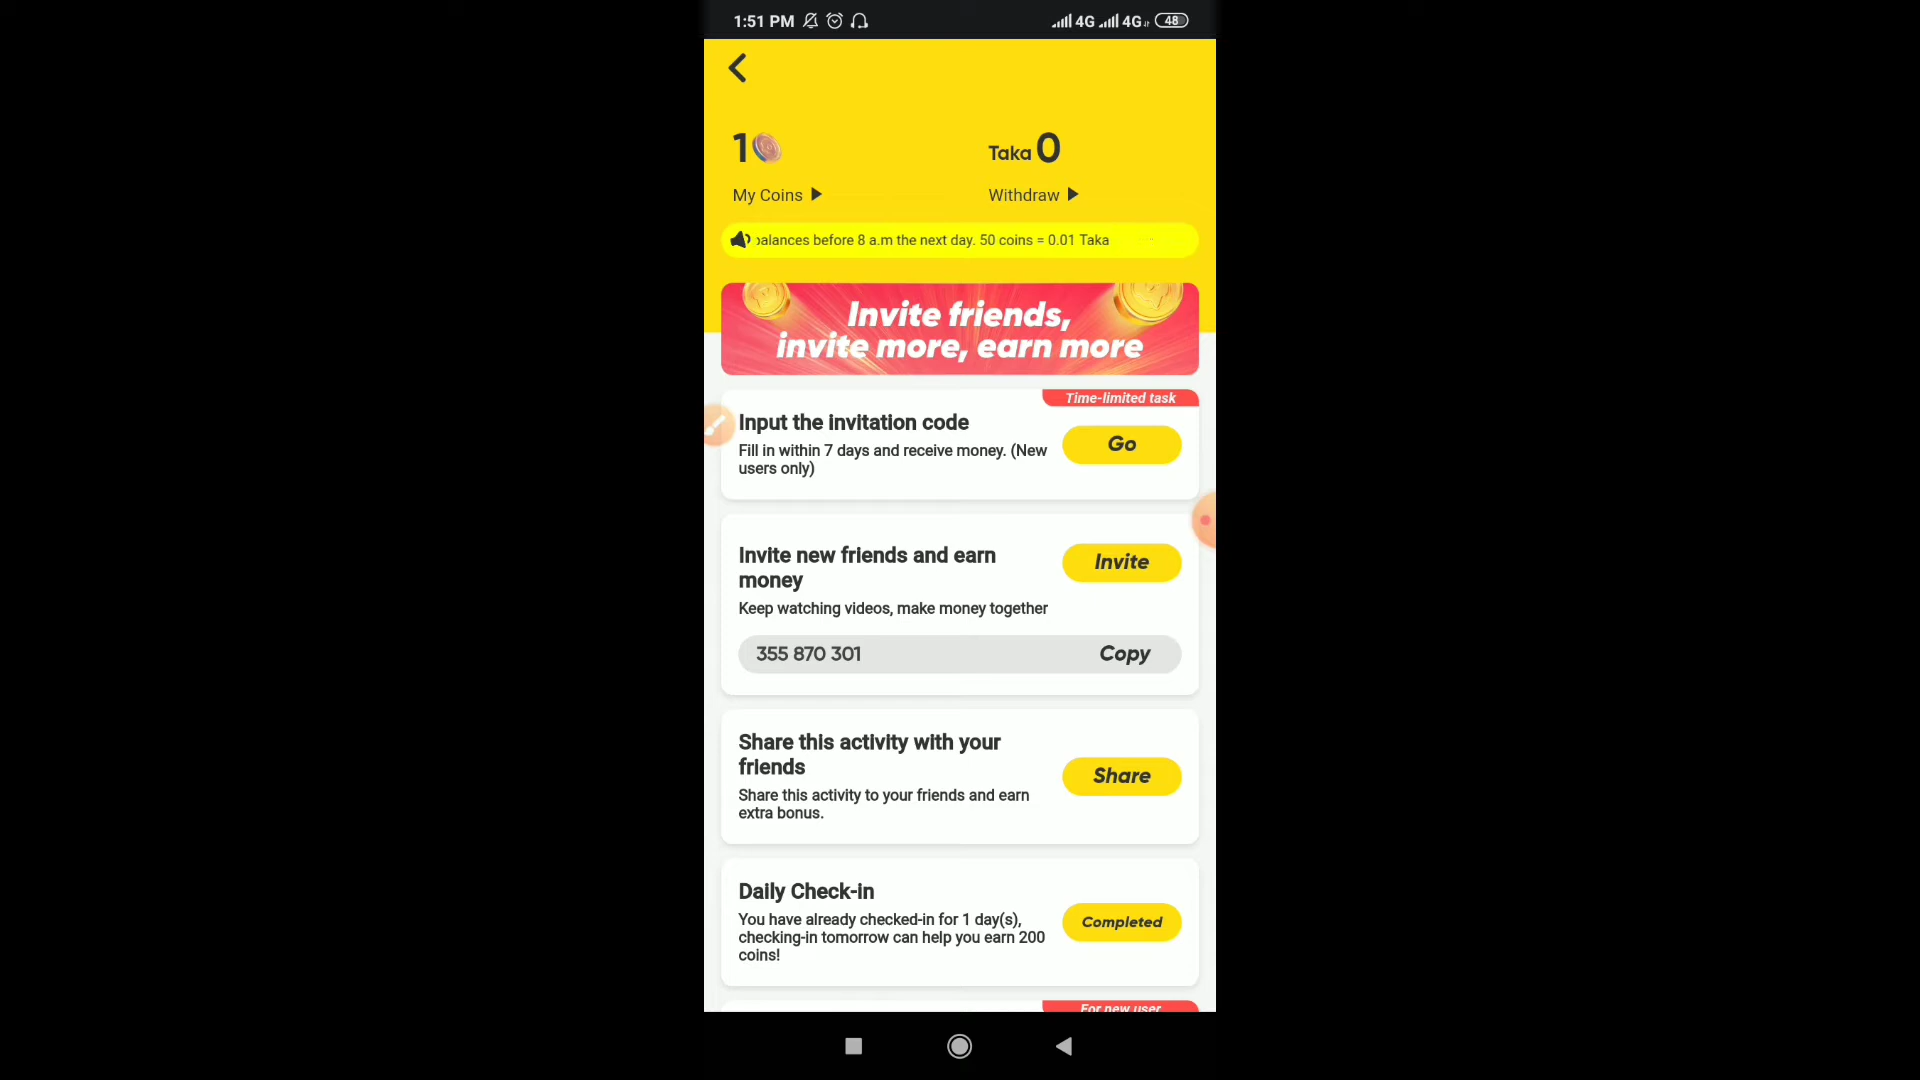 1:51 PM 4G 4G 48
1 Taka 0
My Coins Withdraw
balances before 8 a.m the next day. 50 coins = 0.01 Taka
Invite friends,
invite more, earn more
Time-limited task
Input the invitation code
Go
Fill in within 7 days and receive money. (New
users only)
Invite new friends and earn
money
Invite
Keep watching videos, make money together
355 870 301 Copy
Share this activity with your
friends
Share
Share this activity to your friends and earn
extra bonus.
Daily Check-in
You have already checked-in for 1 day(s),
checking-in tomorrow can help you earn 200
coins!
Completed
For new user